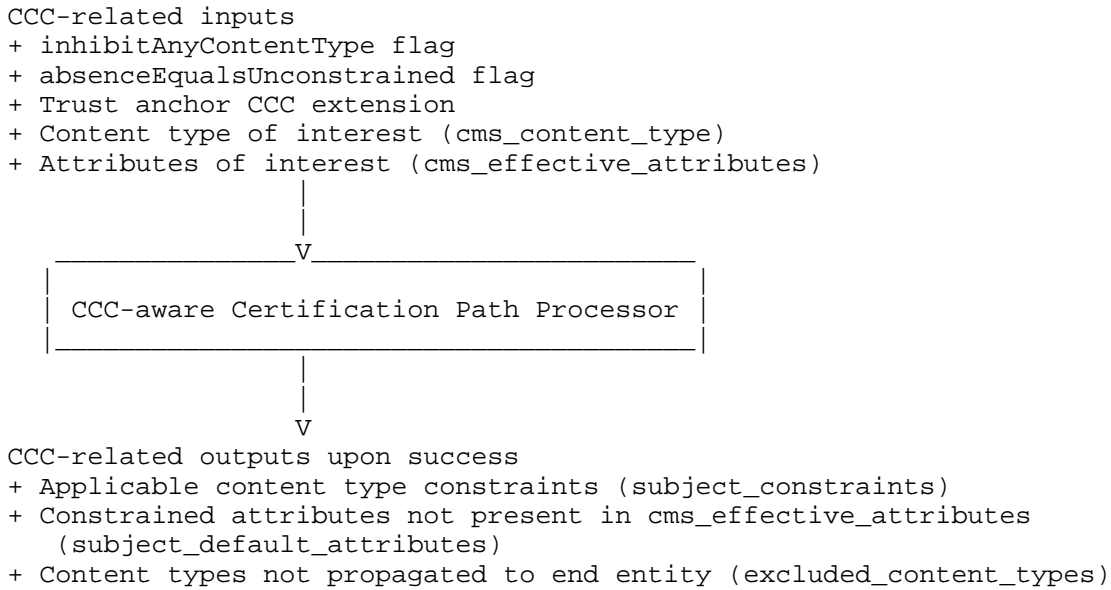 CCC-related inputs
+ inhibitAnyContentType flag
+ absenceEqualsUnconstrained flag
+ Trust anchor CCC extension
+ Content type of interest (cms_content_type)
+ Attributes of interest (cms_effective_attributes)
V
CCC-aware Certification Path Processor
V
CCC-related outputs upon success
+ Applicable content type constraints (subject_constraints)
+ Constrained attributes not present in cms_effective_attributes
(subject_default_attributes)
+ Content types not propagated to end entity (excluded_content_types)